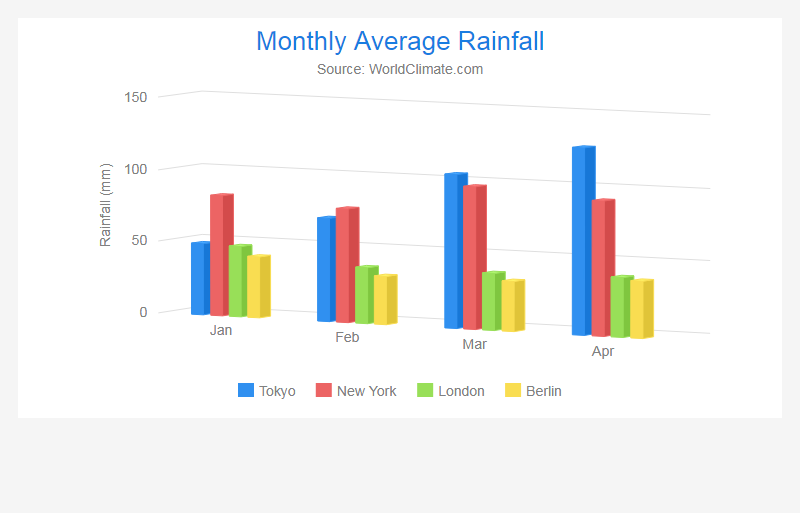 Monthly Average Rainfall
Source: WorldClimate.com
150
100
50
0
Rainfall (mm)
Jan
Feb
Mar
Apr
Tokyo
New York
London
Berlin